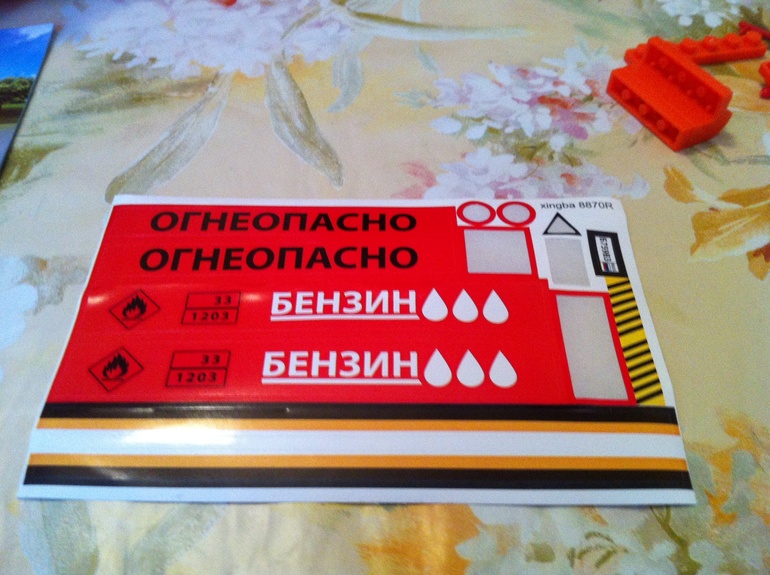 xingba 8870R
ОГНЕОПАСНО
ОГНЕОПАСНО
33
1203
БЕНЗИН
33
1203
БЕНЗИН